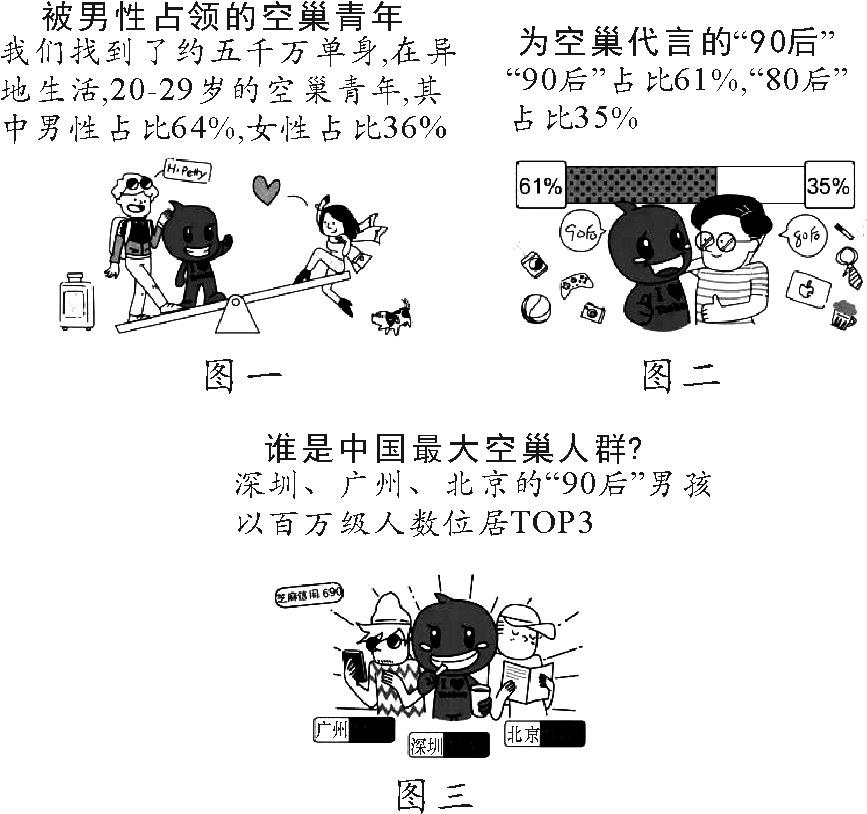 被男性占领的空巢青年
我们找到了约五千万单身,在异
地生活,20-29岁的空巢青年,其
中男性占比64%,女性占比36%
Hi.Petty
图一
为空巢代言的“90后”
“90后”占比61%,“80后”
占比35%
61%
35%
90后
80后
图二
谁是中国最大空巢人群?
深圳、广州、北京的“90后”男孩
以百万级人数位居TOP3
芝麻信用 690
广州
深圳
北京
图三